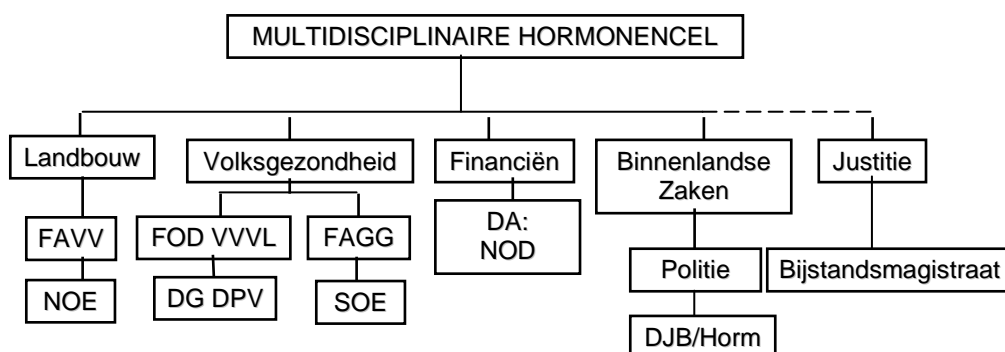 MULTIDISCIPLINAIRE HORMONENCEL
Landbouw
Volksgezondheid
Financiën
Binnenlandse
Zaken
Justitie
FAVV
FOD VVVL
FAGG
DA:
NOD
Politie
Bijstandsmagistraat
NOE
DG DPV
SOE
DJB/Horm